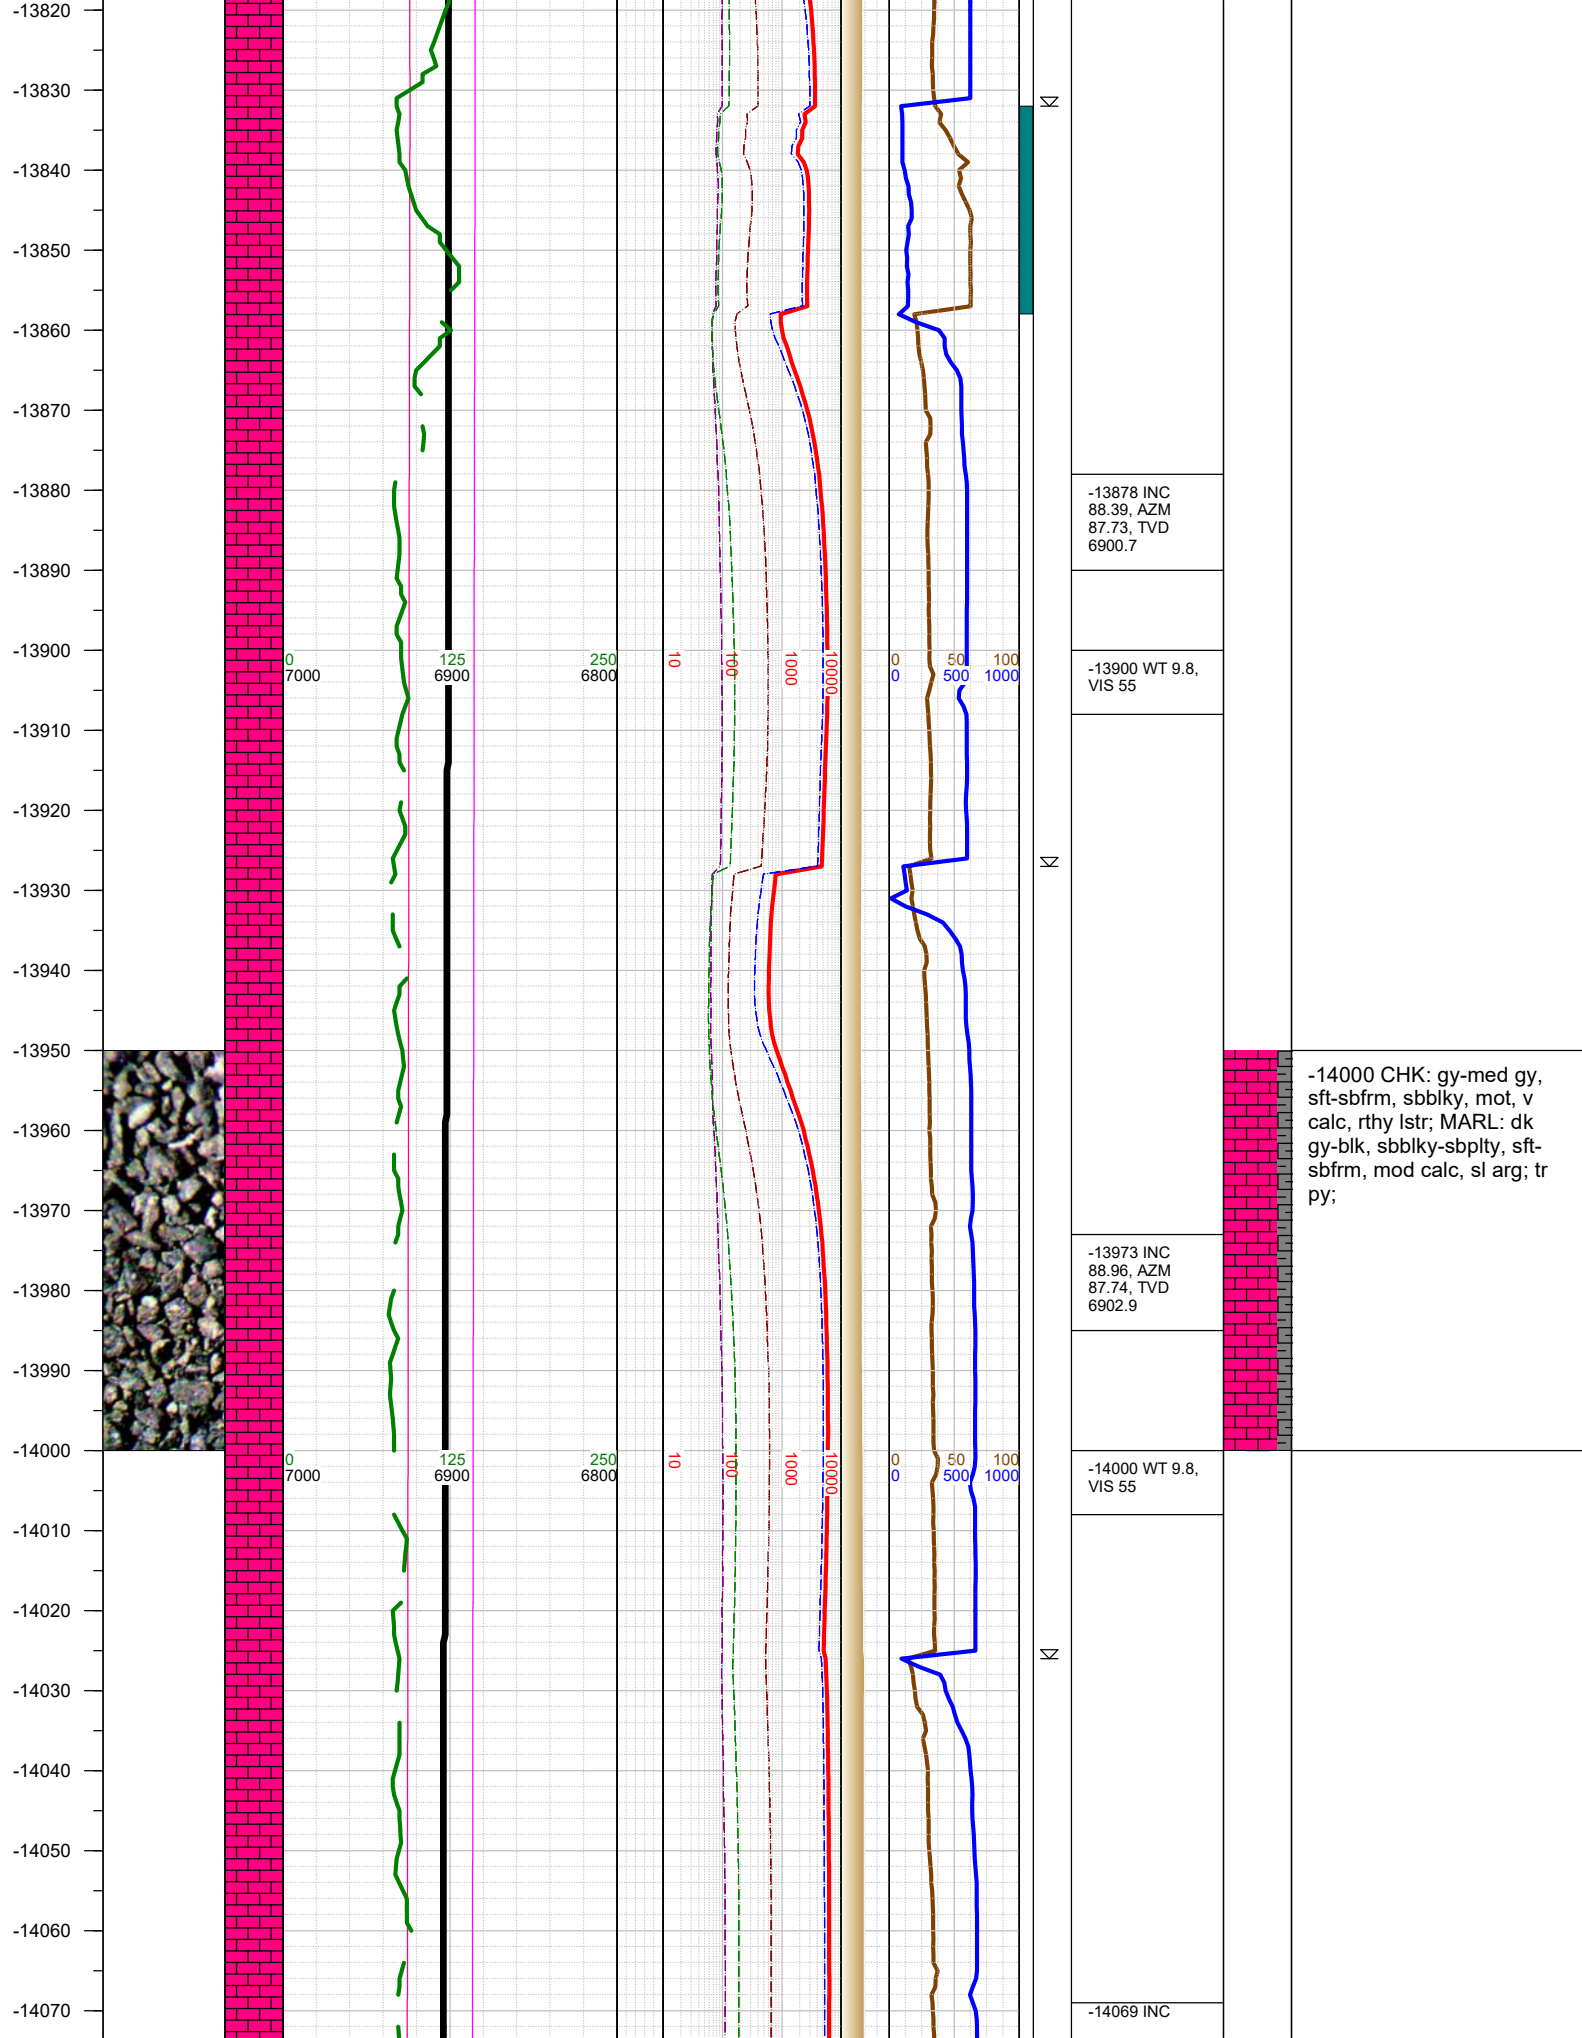 -13820
-13830
-13840
-13850
-13860
-13870
-13880
-13878 INC
88.39, AZM
87.73, TVD
6900.7
-13890
-13900
0 125 250
7000 6900 6800
10 100 1000 10000
0 50 100
0 500 1000
-13900 WT 9.8,
VIS 55
-13910
-13920
-13930
-13940
-13950
-14000 CHK: gy-med gy,
sft-sbfrm, sbblky, mot, v
calc, rthy lstr; MARL: dk
gy-blk, sbblky-sbplty, sft-
sbfrm, mod calc, sl arg; tr
py;
-13960
-13970
-13973 INC
88.96, AZM
87.74, TVD
6902.9
-13980
-13990
-14000
0 125 250
7000 6900 6800
10 100 1000 10000
0 50 100
0 500 1000
-14000 WT 9.8,
VIS 55
-14010
-14020
-14030
-14040
-14050
-14060
-14070
-14069 INC